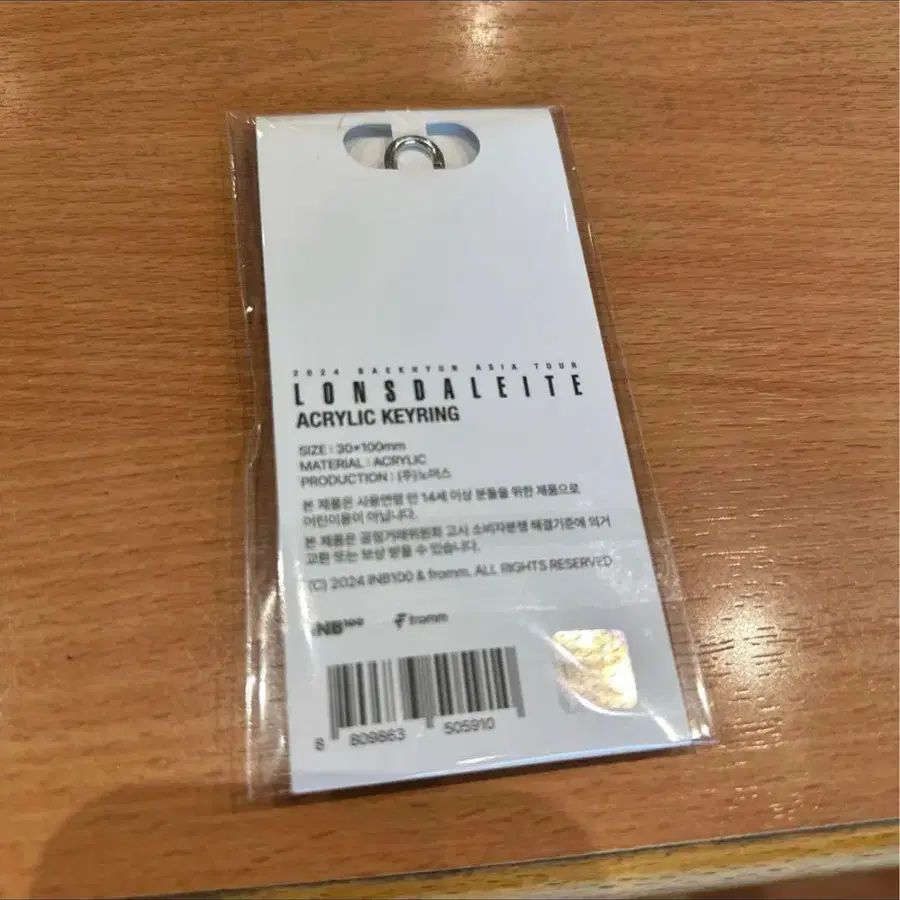 2024 BAEKHYUN ASIA TOUR
LONSDALEITE
ACRYLIC KEYRING
SIZE : 30*100mm
MATERIAL : ACRYLIC
PRODUCTION : (주)노머스
본 제품은 사용연령 만 14세 이상 분들을 위한 제품으로
어린이용이 아닙니다.
본 제품은 공정거래위원회 고시 소비자분쟁 해결기준에 의거
교환 또는 보상 받을 수 있습니다.
(C) 2024 INB100 & fromm. ALL RIGHTS RESERVED
iNB100 fromm
8 809863 505910